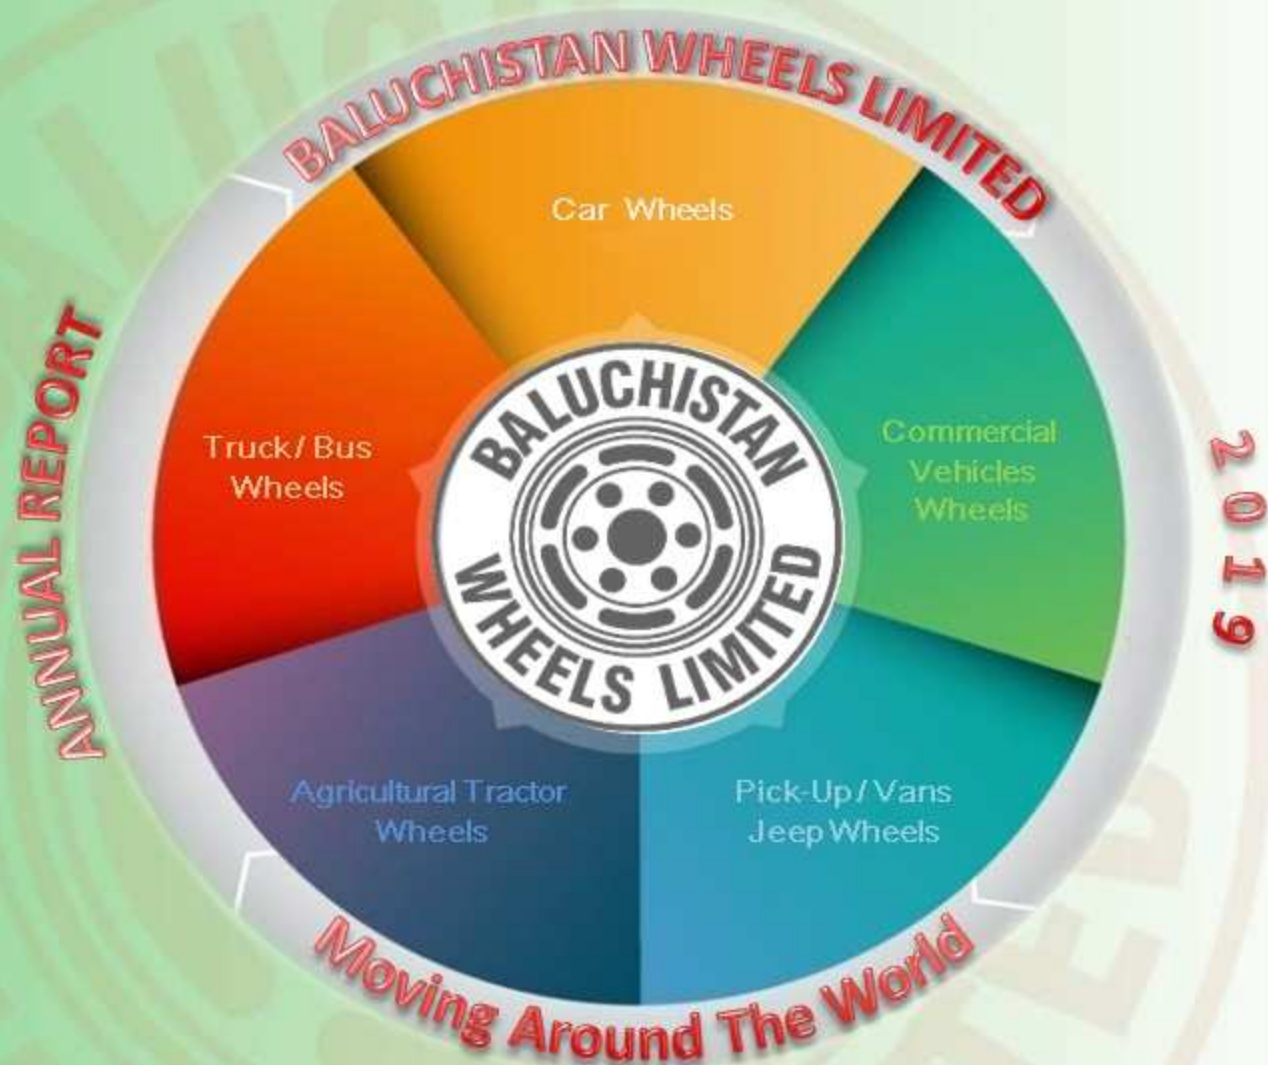 BALUCHISTAN WHEELS LIMITED
ANNUAL REPORT
2019
Car Wheels
Truck / Bus
Wheels
Commercial
Vehicles
Wheels
BALUCHISTAN
WHEELS LIMITED
Agricultural Tractor
Wheels
Pick-Up / Vans
Jeep Wheels
Moving Around The World